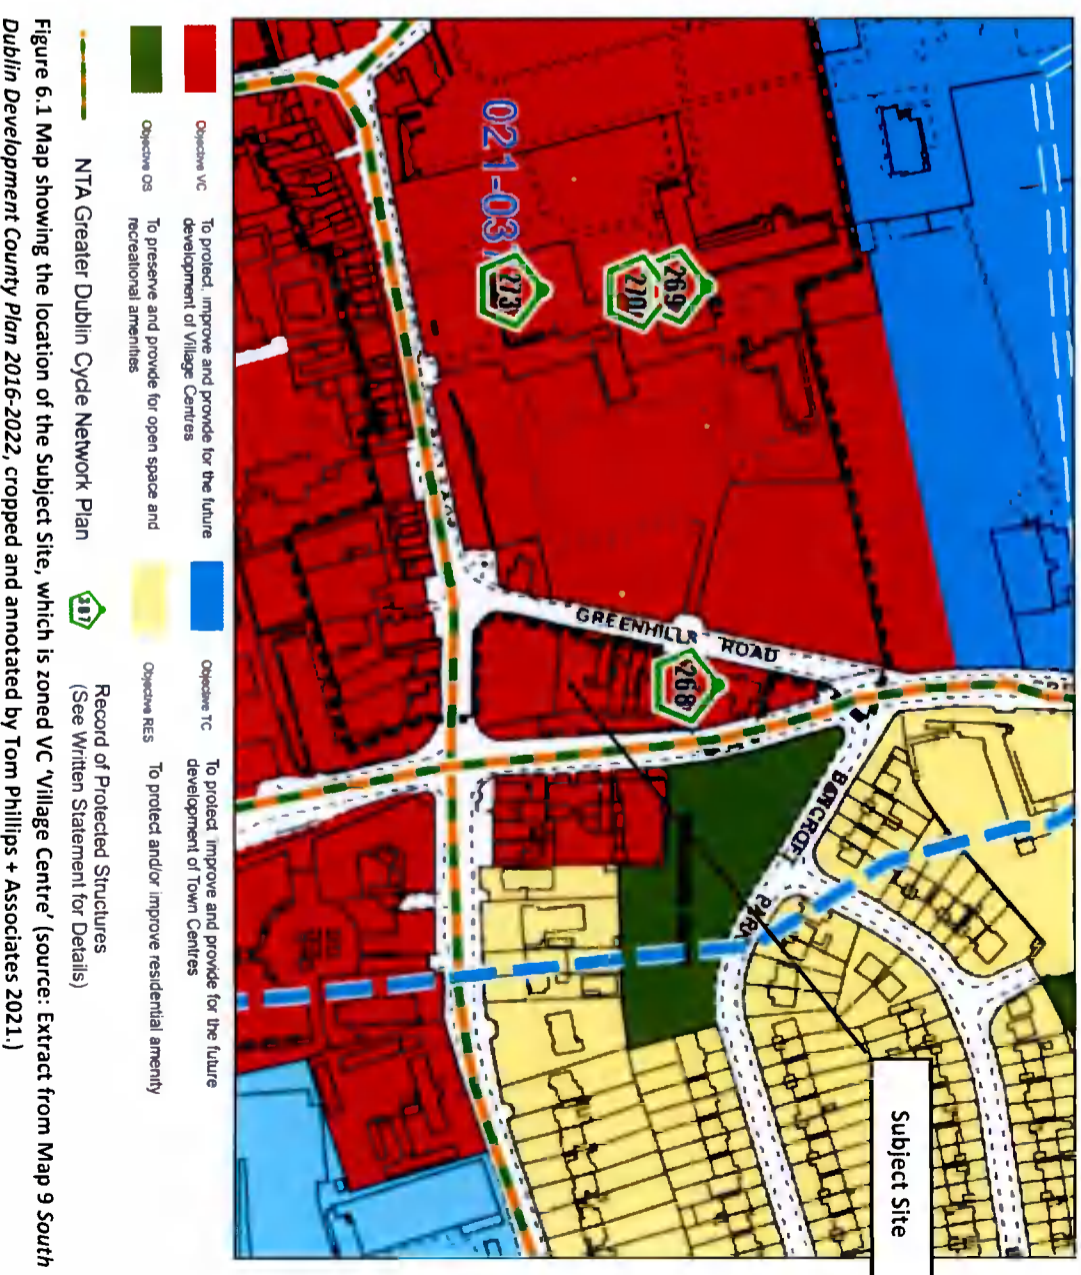 021-037
273
269
270
268
GREENHILLS ROAD
BANCROFT PARK
Subject Site
Objective VC
To protect, improve and provide for the future
development of Village Centres
Objective TC
To protect, improve and provide for the future
development of Town Centres
Objective OS
To preserve and provide for open space and
recreational amenities
Objective RES
To protect and/or improve residential amenity
NTA Greater Dublin Cycle Network Plan
Record of Protected Structures
(See Written Statement for Details)
Figure 6.1 Map showing the location of the Subject Site, which is zoned VC 'Village Centre' (source: Extract from Map 9 South
Dublin Development County Plan 2016-2022, cropped and annotated by Tom Phillips + Associates 2021.)